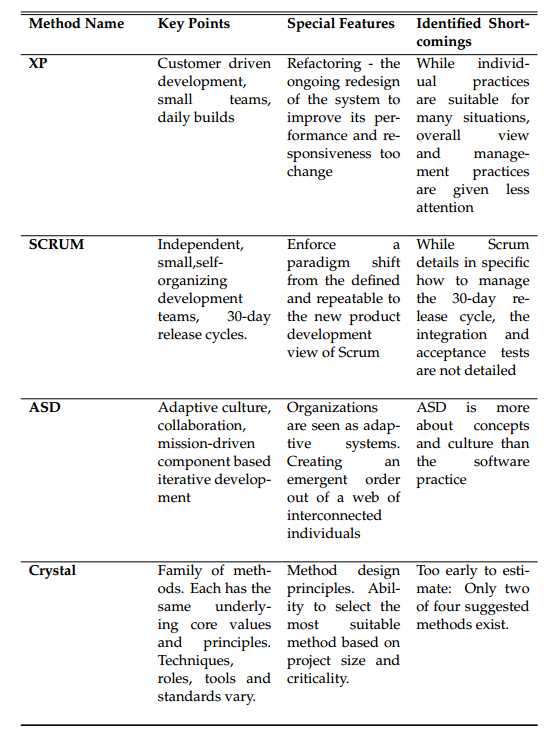 Method Name
Key Points
Special Features
Identified Short-
comings
XP
Customer driven
development,
small teams,
daily builds
Refactoring - the
ongoing redesign
of the system to
improve its per-
formance and re-
sponsiveness too
change
While individ-
ual practices
are suitable for
many situations,
overall view
and manage-
ment practices
are given less
attention
SCRUM
Independent,
small,self-
organizing
development
teams, 30-day
release cycles.
Enforce a
paradigm shift
from the defined
and repeatable to
the new product
development
view of Scrum
While Scrum
details in specific
how to manage
the 30-day re-
lease cycle, the
integration and
acceptance tests
are not detailed
ASD
Adaptive culture,
collaboration,
mission-driven
component based
iterative develop-
ment
Organizations
are seen as adap-
tive systems.
Creating an
emergent order
out of a web of
interconnected
individuals
ASD is more
about concepts
and culture than
the software
practice
Crystal
Family of meth-
ods. Each has the
same underly-
ing core values
and principles.
Techniques,
roles, tools and
standards vary.
Method design
principles. Abil-
ity to select the
most suitable
method based on
project size and
criticality.
Too early to esti-
mate: Only two
of four suggested
methods exist.